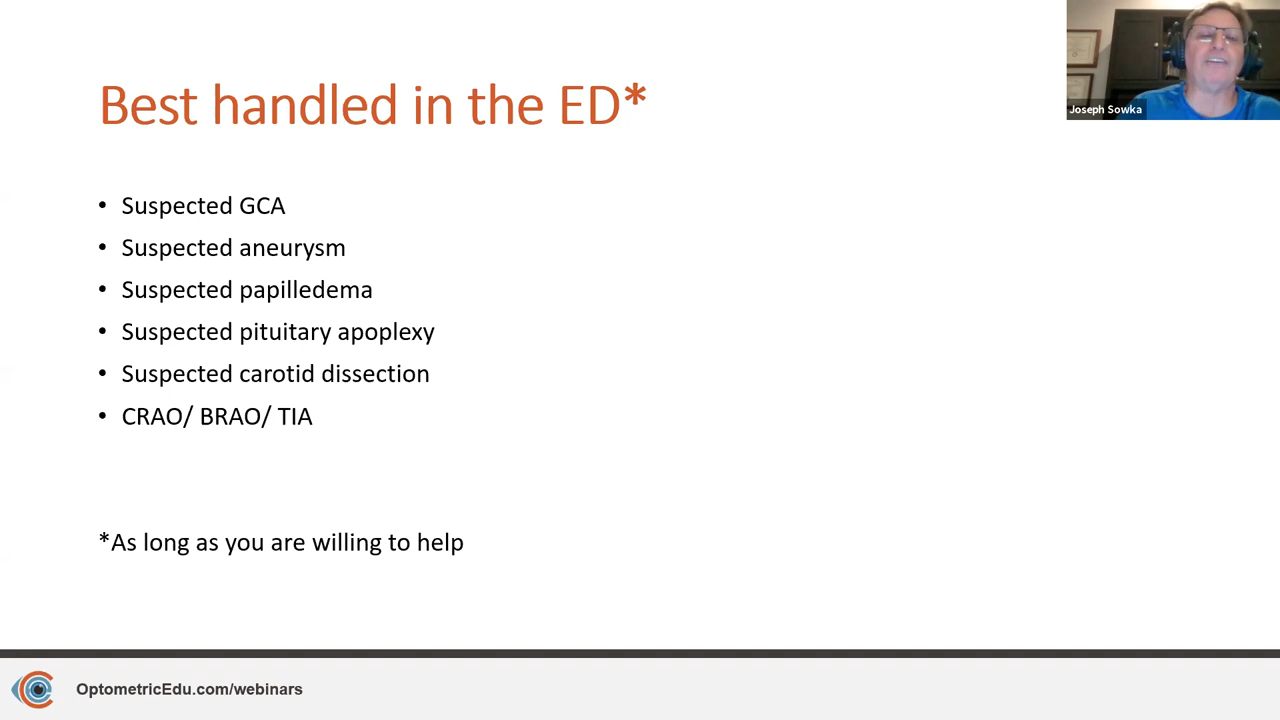 Best handled in the ED*
Joseph Sowka
• Suspected GCA
• Suspected aneurysm
• Suspected papilledema
• Suspected pituitary apoplexy
• Suspected carotid dissection
• CRAO/ BRAO/ TIA
*As long as you are willing to help
OptometricEdu.com/webinars